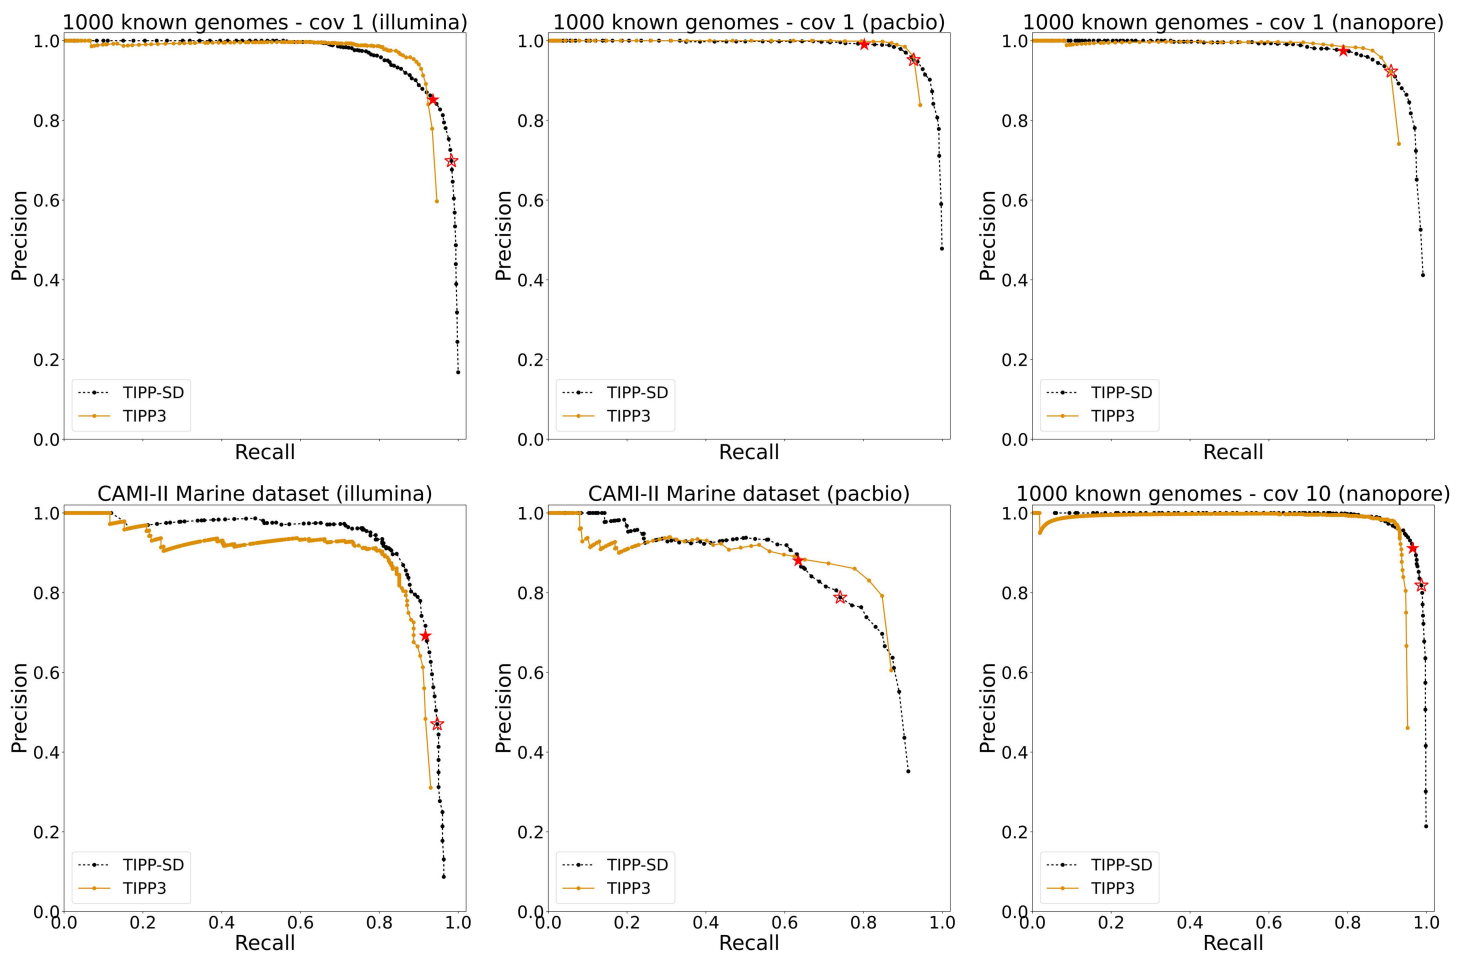 1000 known genomes - cov 1 (illumina)
1.0
0.8
0.6
0.4
0.2
0.0
Precision
TIPP-SD
TIPP3
Recall
1000 known genomes - cov 1 (pacbio)
1.0
0.8
0.6
0.4
0.2
0.0
Precision
TIPP-SD
TIPP3
Recall
1000 known genomes - cov 1 (nanopore)
1.0
0.8
0.6
0.4
0.2
0.0
Precision
TIPP-SD
TIPP3
Recall
CAMI-II Marine dataset (illumina)
1.0
0.8
0.6
0.4
0.2
0.0
Precision
TIPP-SD
TIPP3
0.0 0.2 0.4 0.6 0.8 1.0
Recall
CAMI-II Marine dataset (pacbio)
1.0
0.8
0.6
0.4
0.2
0.0
Precision
TIPP-SD
TIPP3
0.0 0.2 0.4 0.6 0.8 1.0
Recall
1000 known genomes - cov 10 (nanopore)
1.0
0.8
0.6
0.4
0.2
0.0
Precision
TIPP-SD
TIPP3
0.0 0.2 0.4 0.6 0.8 1.0
Recall